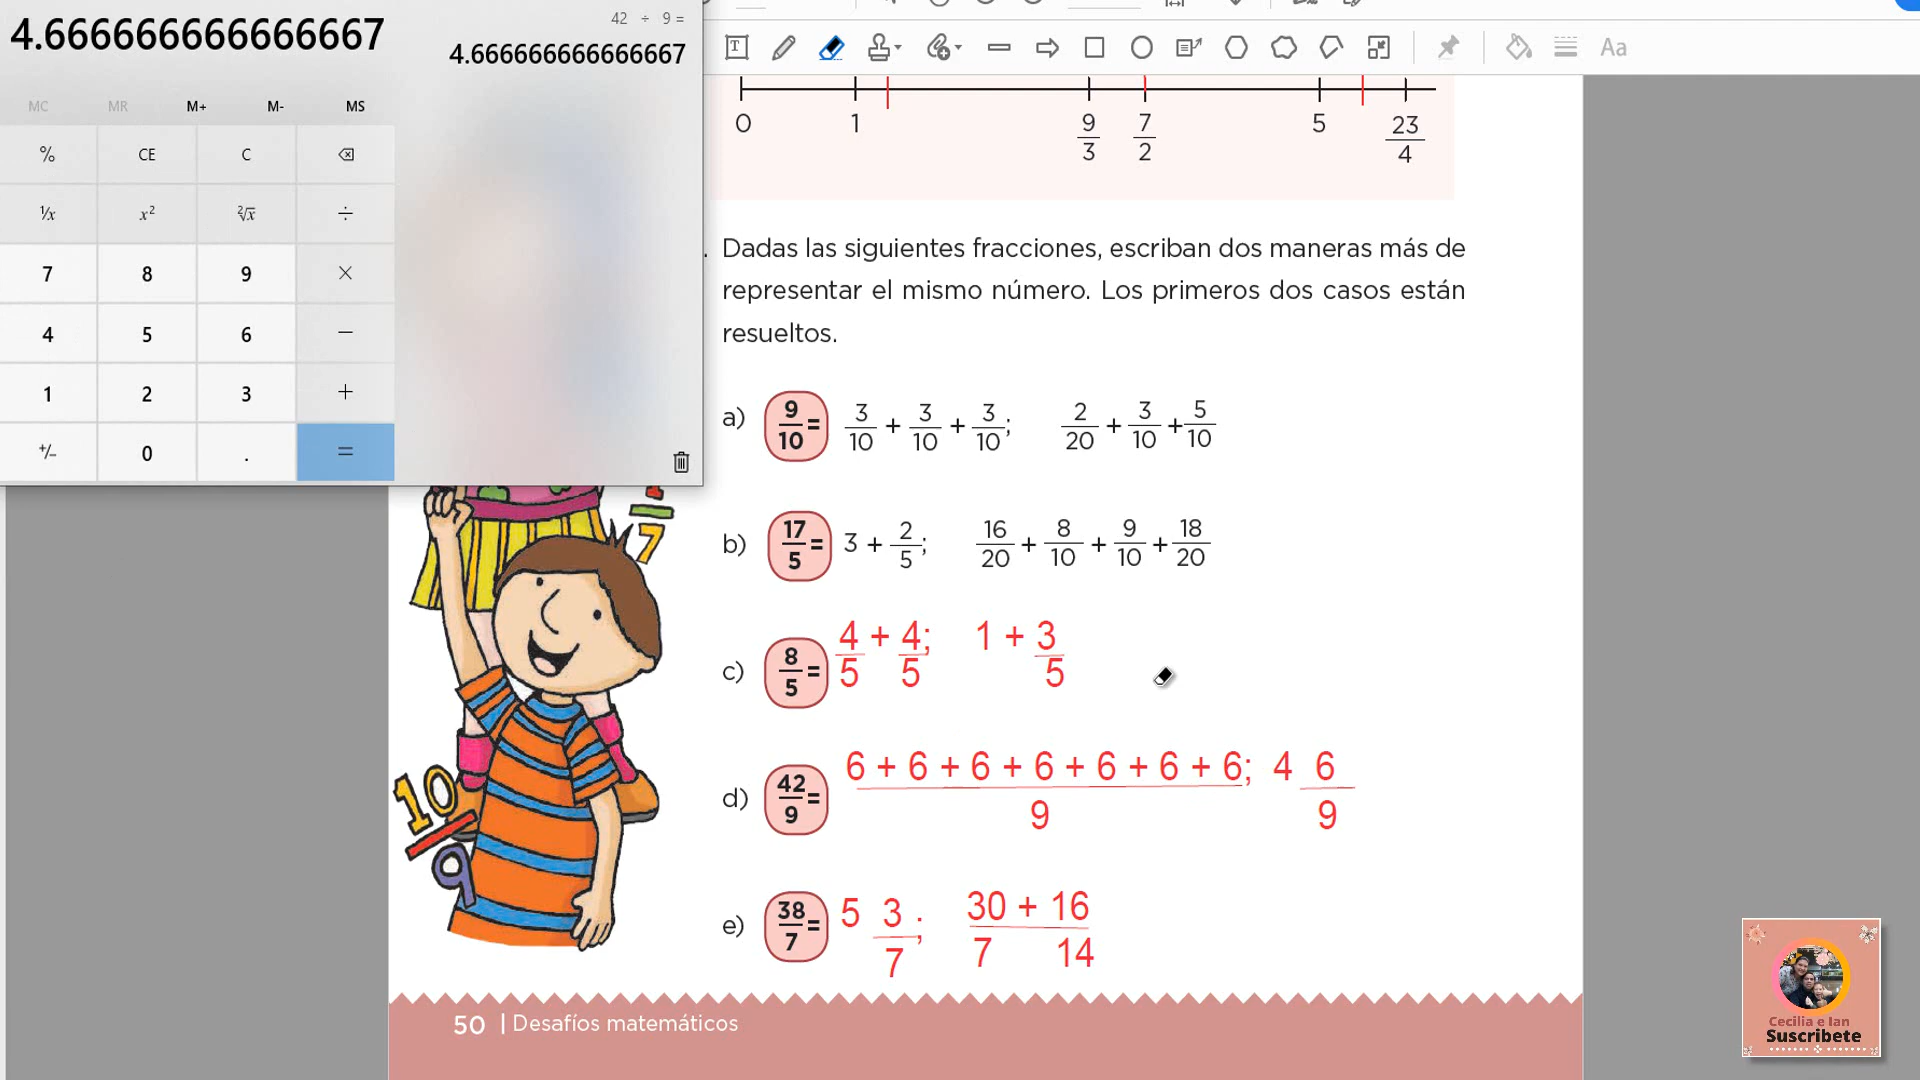 42 ÷ 9 =
4.666666666666667
4.666666666666667
MC MR M+ M- MS
% CE C
1/x x² ²√x ÷
7 8 9 ×
4 5 6 −
1 2 3 +
+/− 0 . =
Aa
0 1 9/3 7/2 5 23/4
. Dadas las siguientes fracciones, escriban dos maneras más de
representar el mismo número. Los primeros dos casos están
resueltos.
a) 9/10 = 3/10 + 3/10 + 3/10; 2/20 + 3/10 + 5/10
b) 17/5 = 3 + 2/5; 16/20 + 8/10 + 9/10 + 18/20
c) 8/5 = 4/5 + 4/5; 1 + 3/5
d) 42/9 = 6 + 6 + 6 + 6 + 6 + 6 + 6; 4 6
9 9
e) 38/7 = 5 3/7; 30 + 16
7 14
1/7
10/9
50 | Desafíos matemáticos
Cecilia e Ian
Suscribete